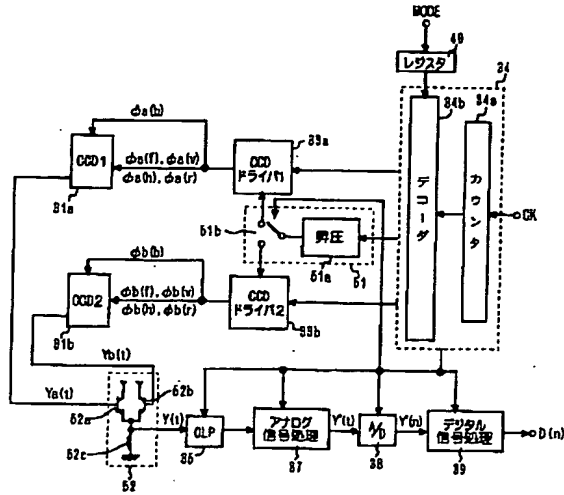 MODE
40
レジスタ
34
34b
34a
デコーダ
カウンタ
CK
φa(b)
CCD1
φa(f), φa(v)
φa(h), φa(r)
31a
33a
CCD
ドライバ1
51b
昇圧
51a
51
φb(b)
CCD2
φb(f), φb(v)
φb(h), φb(r)
31b
CCD
ドライバ2
33b
Yb(t)
Ya(t)
52a
52b
52c
52
Y(t)
CLP
36
アナログ
信号処理
37
Y'(t)
A/D
38
Y'(n)
デジタル
信号処理
39
D(n)